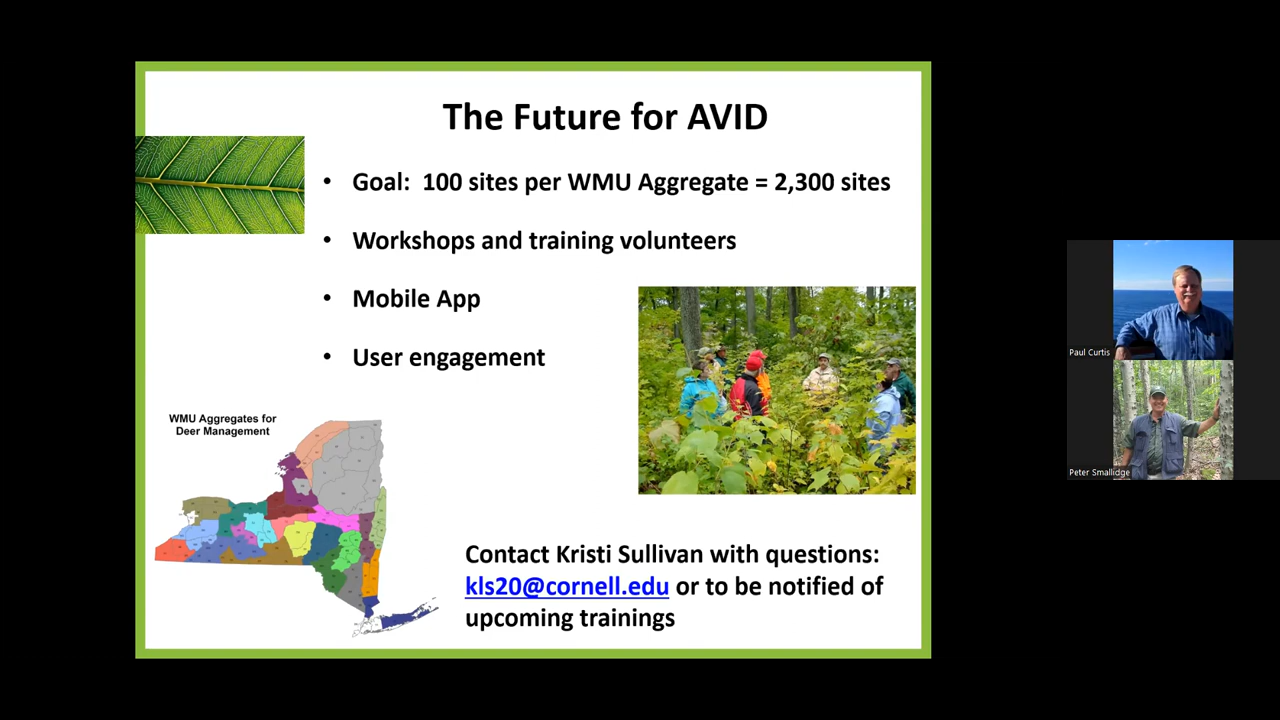 The Future for AVID
• Goal:  100 sites per WMU Aggregate = 2,300 sites
• Workshops and training volunteers
• Mobile App
• User engagement
WMU Aggregates for
Deer Management
Contact Kristi Sullivan with questions:
kls20@cornell.edu or to be notified of
upcoming trainings
Paul Curtis
Peter Smallidge